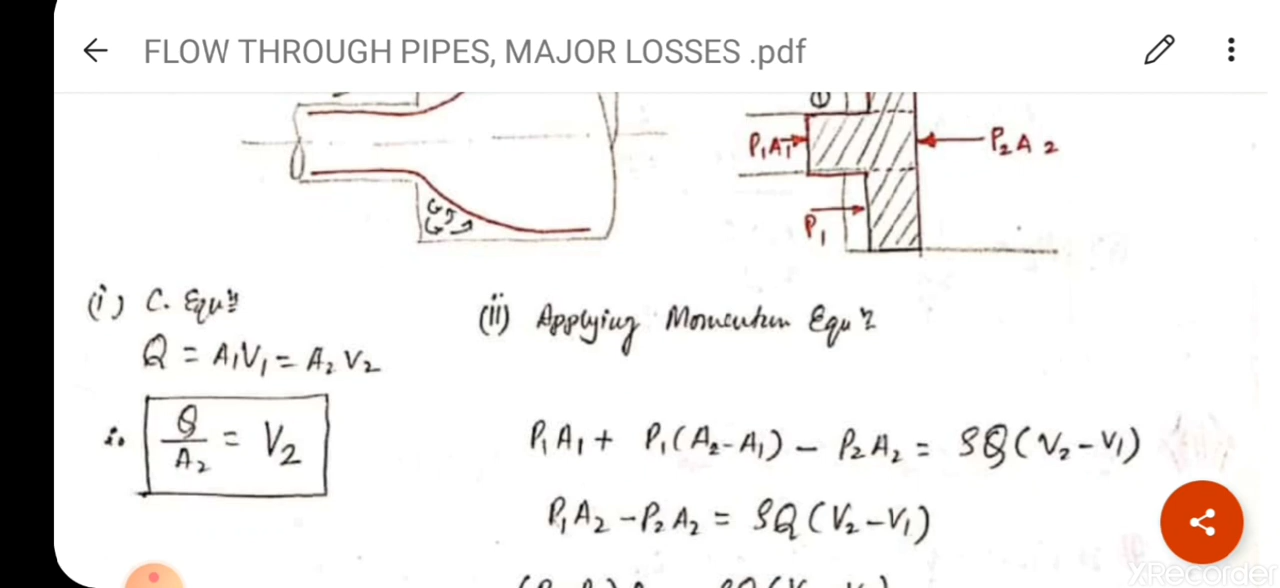 FLOW THROUGH PIPES, MAJOR LOSSES .pdf
①
P₁A₁
P₂A₂
P₁
(i) C. Equⁿ
(ii) Applying Momentum Equⁿ
Q = A₁V₁ = A₂V₂
∴ Q/A₂ = V₂
P₁A₁ + P₁(A₂-A₁) - P₂A₂ = ρQ(V₂-V₁)
P₁A₂ - P₂A₂ = ρQ(V₂-V₁)
XRecorder